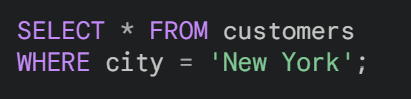 SELECT * FROM customers
WHERE city = 'New York';